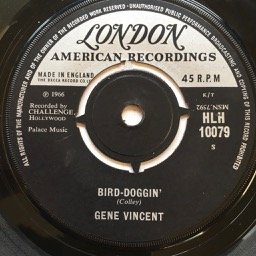 ALL RIGHTS OF THE MANUFACTURER AND OF THE OWNER OF THE RECORDED WORK RESERVED · UNAUTHORISED PUBLIC PERFORMANCE, BROADCASTING AND COPYING OF THIS RECORD PROHIBITED
LONDON
AMERICAN RECORDINGS
MADE IN ENGLAND
THE DECCA RECORD CO LTD
45 R.P.M
℗ 1966
Recorded by
CHALLENGE,
HOLLYWOOD
Palace Music
K/T
MSN.7792
HLH
10079
S
BIRD-DOGGIN'
(Colley)
GENE VINCENT